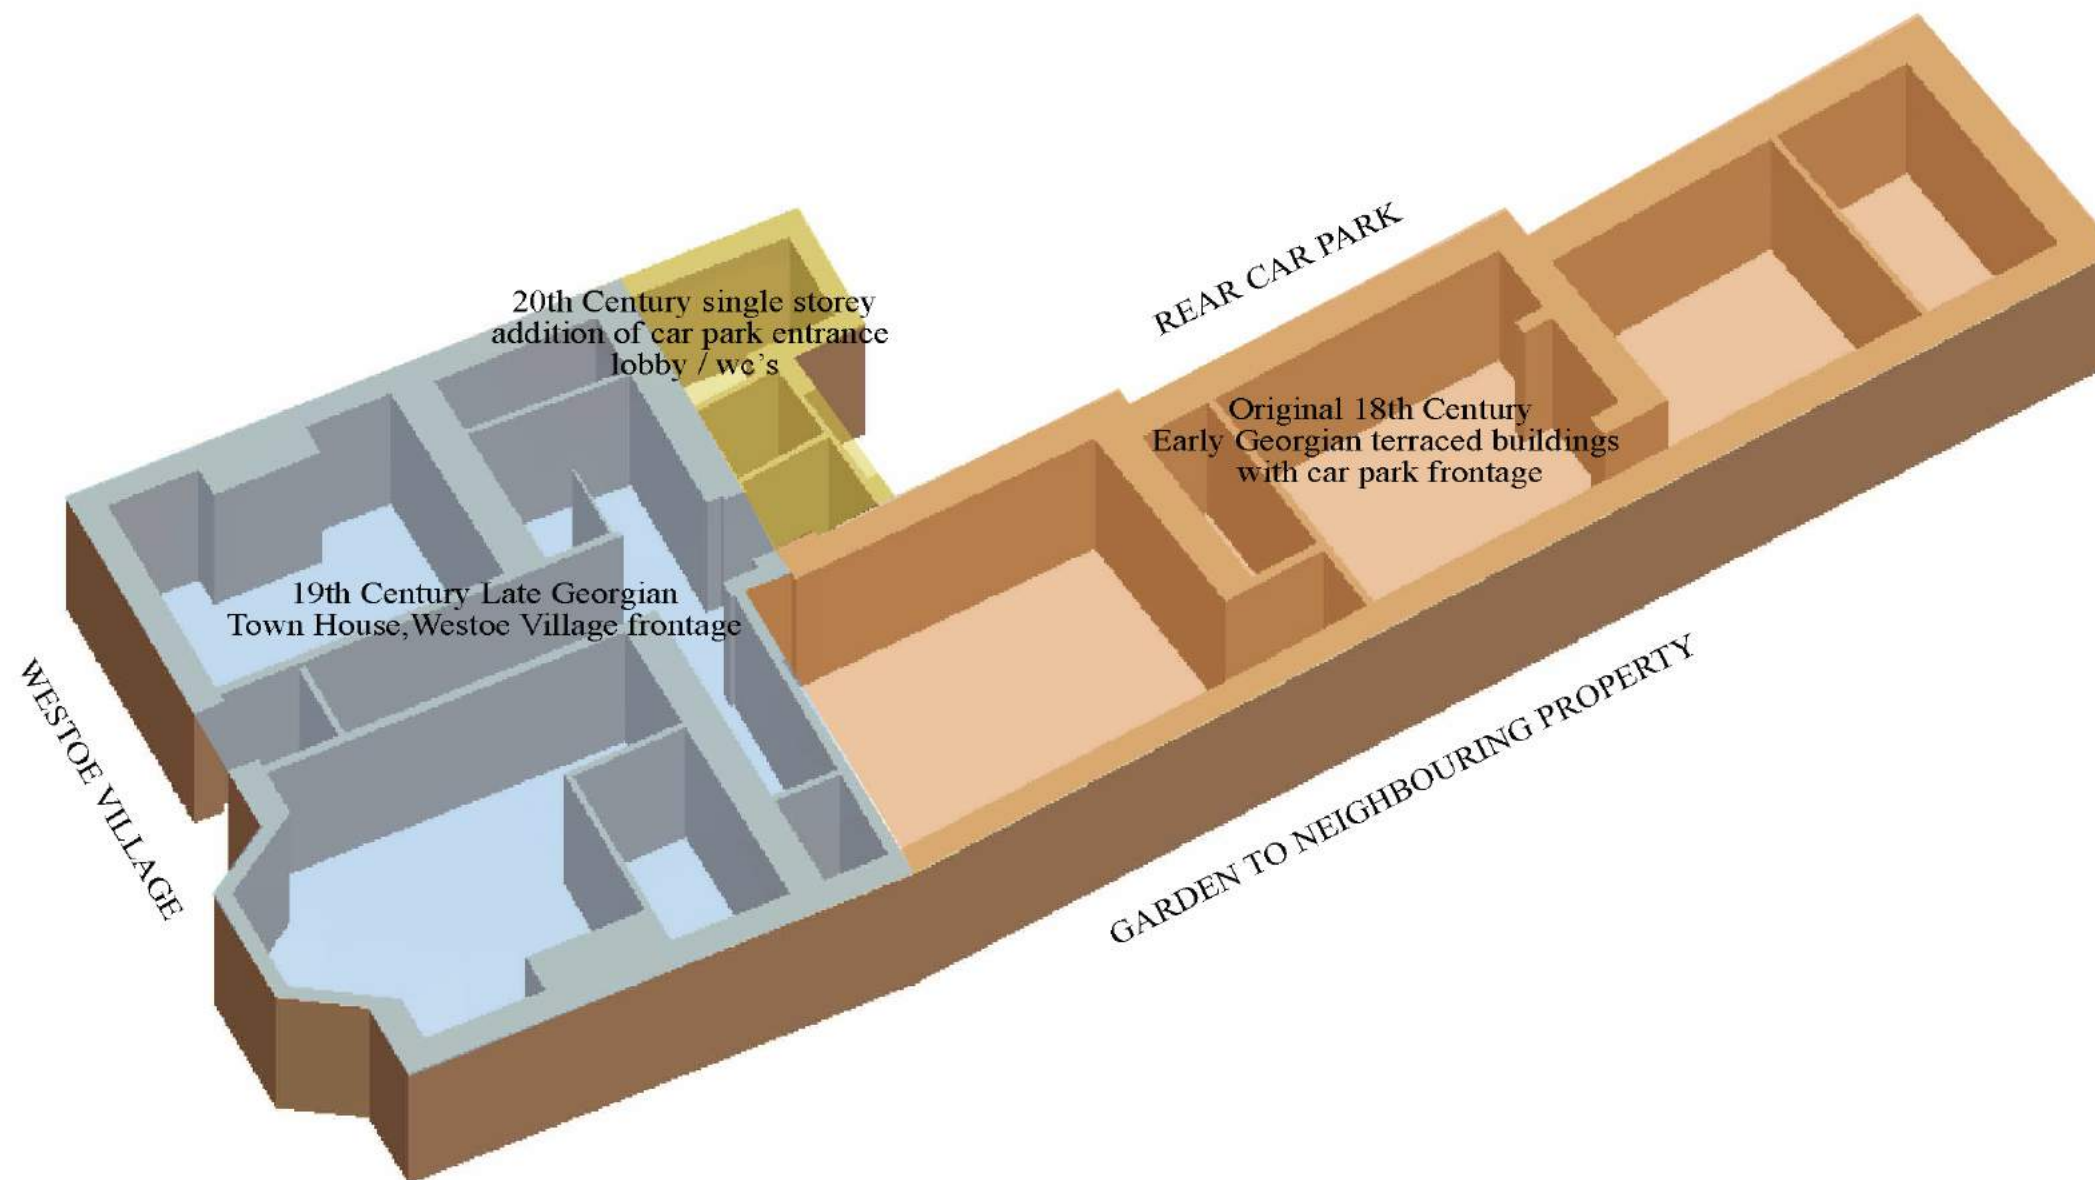 20th Century single storey
addition of car park entrance
lobby / wc's
REAR CAR PARK
Original 18th Century
Early Georgian terraced buildings
with car park frontage
19th Century Late Georgian
Town House, Westoe Village frontage
WESTOE VILLAGE
GARDEN TO NEIGHBOURING PROPERTY